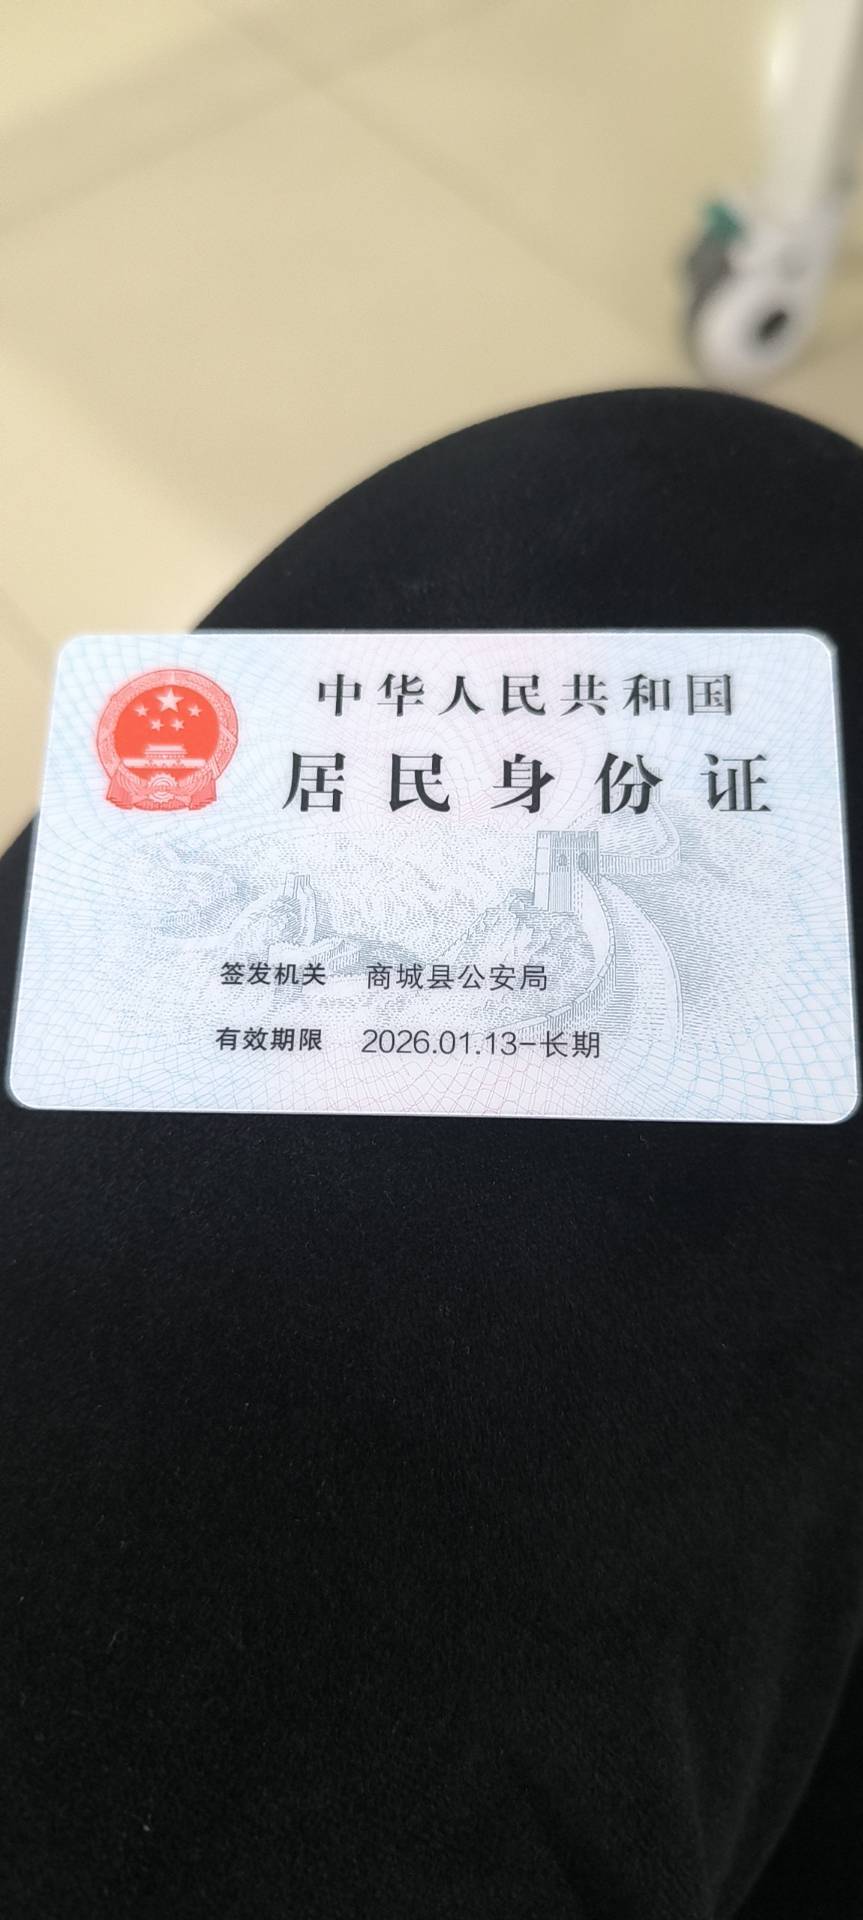 中华人民共和国
居民身份证
签发机关 商城县公安局
有效期限 2026.01.13-长期